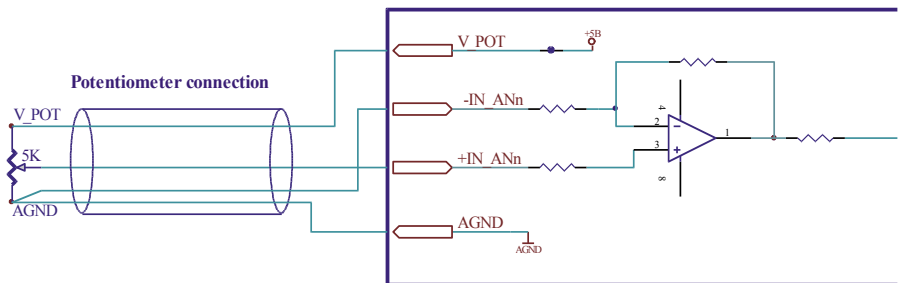 +5B
V_POT
Potentiometer connection
V_POT
-IN_ANn
4
2
1
5K
+IN_ANn
3
8
AGND
AGND
AGND